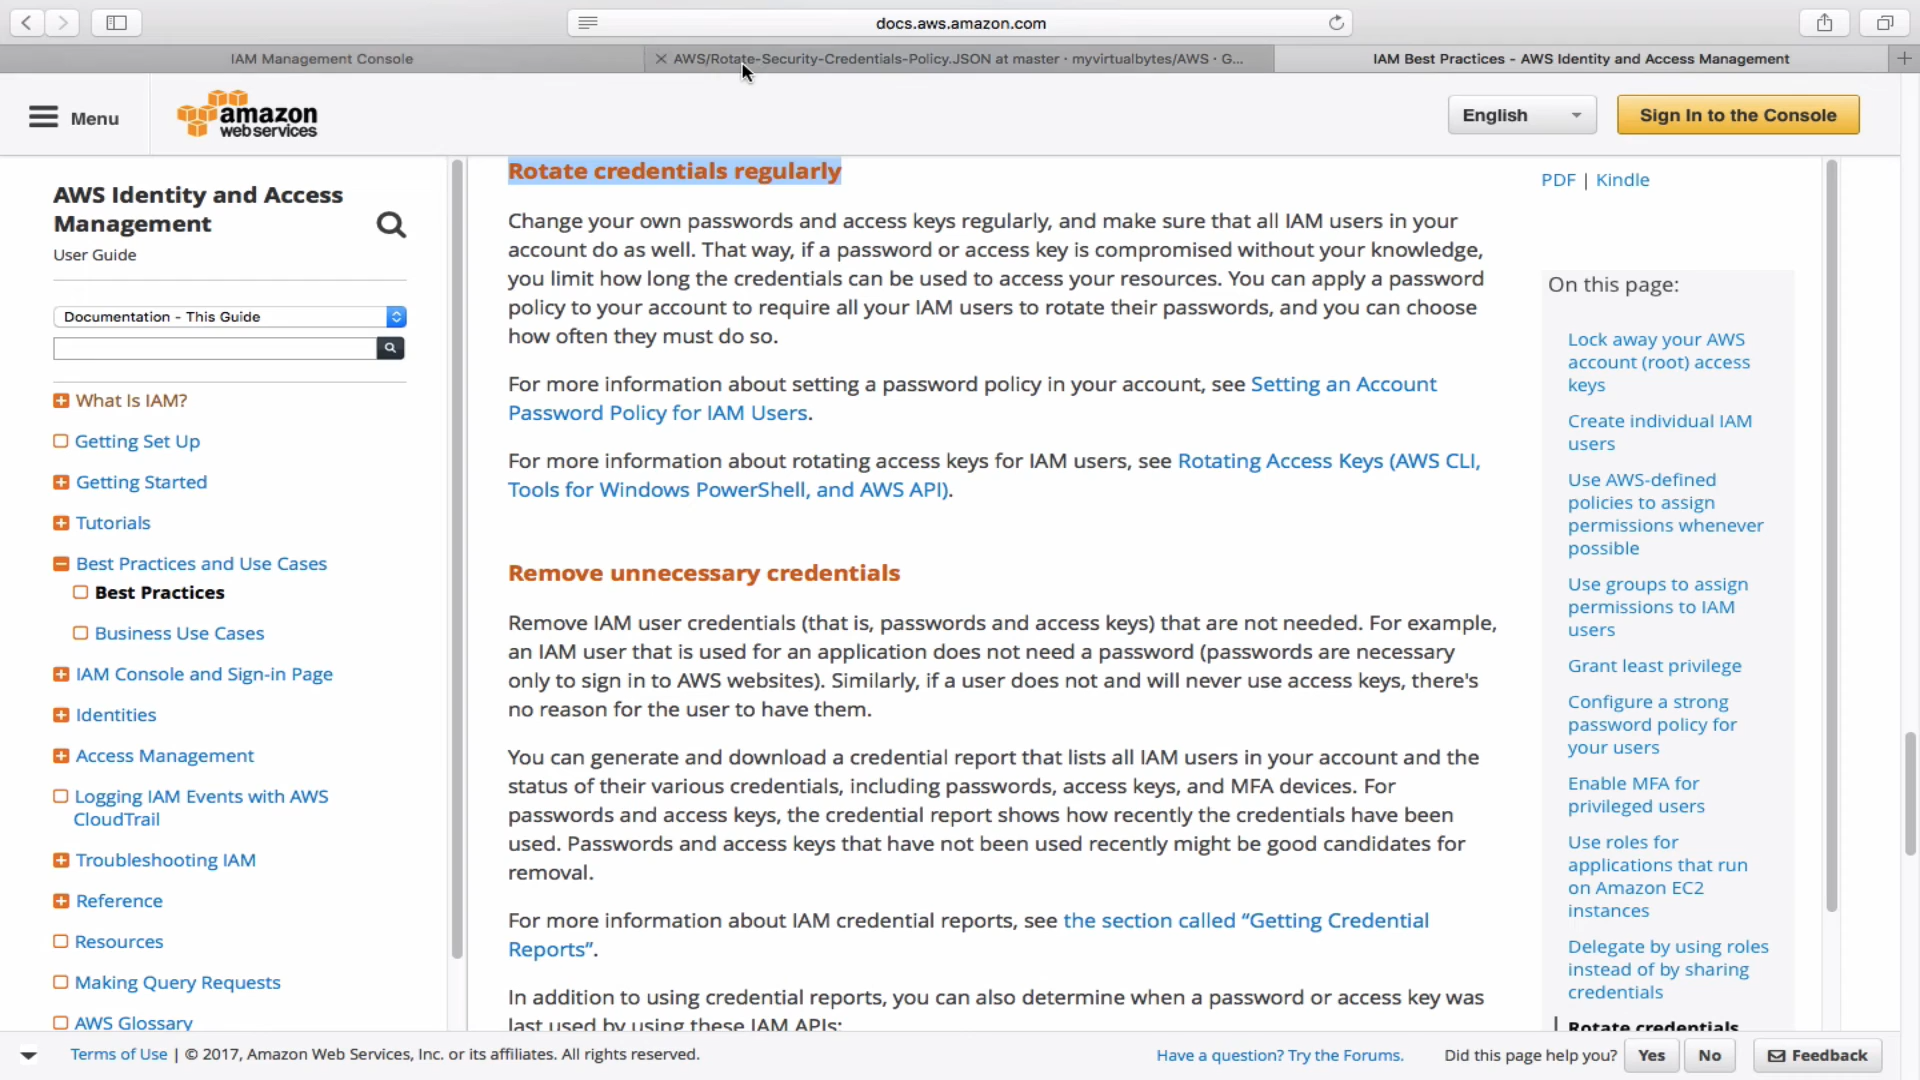 docs.aws.amazon.com
IAM Management Console
AWS/Rotate-Security-Credentials-Policy.JSON at master · myvirtualbytes/AWS · G...
IAM Best Practices - AWS Identity and Access Management
Menu
amazon
web services
English
Sign In to the Console
AWS Identity and Access
Management
User Guide
Documentation - This Guide
What Is IAM?
Getting Set Up
Getting Started
Tutorials
Best Practices and Use Cases
Best Practices
Business Use Cases
IAM Console and Sign-in Page
Identities
Access Management
Logging IAM Events with AWS
CloudTrail
Troubleshooting IAM
Reference
Resources
Making Query Requests
AWS Glossary
Rotate credentials regularly
Change your own passwords and access keys regularly, and make sure that all IAM users in your
account do as well. That way, if a password or access key is compromised without your knowledge,
you limit how long the credentials can be used to access your resources. You can apply a password
policy to your account to require all your IAM users to rotate their passwords, and you can choose
how often they must do so.
For more information about setting a password policy in your account, see Setting an Account
Password Policy for IAM Users.
For more information about rotating access keys for IAM users, see Rotating Access Keys (AWS CLI,
Tools for Windows PowerShell, and AWS API).
Remove unnecessary credentials
Remove IAM user credentials (that is, passwords and access keys) that are not needed. For example,
an IAM user that is used for an application does not need a password (passwords are necessary
only to sign in to AWS websites). Similarly, if a user does not and will never use access keys, there's
no reason for the user to have them.
You can generate and download a credential report that lists all IAM users in your account and the
status of their various credentials, including passwords, access keys, and MFA devices. For
passwords and access keys, the credential report shows how recently the credentials have been
used. Passwords and access keys that have not been used recently might be good candidates for
removal.
For more information about IAM credential reports, see the section called “Getting Credential
Reports”.
In addition to using credential reports, you can also determine when a password or access key was
last used by using these IAM APIs:
PDF | Kindle
On this page:
Lock away your AWS
account (root) access
keys
Create individual IAM
users
Use AWS-defined
policies to assign
permissions whenever
possible
Use groups to assign
permissions to IAM
users
Grant least privilege
Configure a strong
password policy for
your users
Enable MFA for
privileged users
Use roles for
applications that run
on Amazon EC2
instances
Delegate by using roles
instead of by sharing
credentials
Rotate credentials
Terms of Use | © 2017, Amazon Web Services, Inc. or its affiliates. All rights reserved.
Have a question? Try the Forums.
Did this page help you?
Yes
No
Feedback